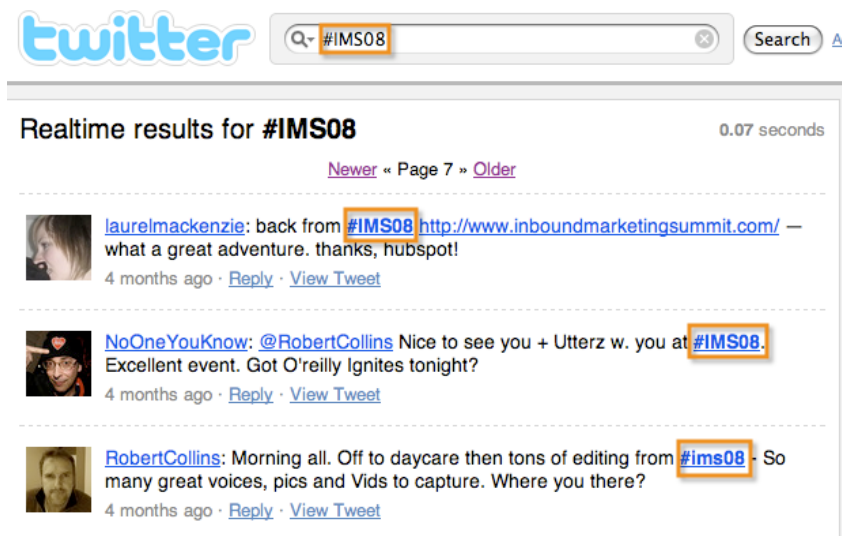 twitter
#IMS08
Search
A
Realtime results for #IMS08
0.07 seconds
Newer « Page 7 » Older
laurelmackenzie: back from #IMS08 http://www.inboundmarketingsummit.com/ —
what a great adventure. thanks, hubspot!
4 months ago · Reply · View Tweet
NoOneYouKnow: @RobertCollins Nice to see you + Utterz w. you at #IMS08.
Excellent event. Got O'reilly Ignites tonight?
4 months ago · Reply · View Tweet
RobertCollins: Morning all. Off to daycare then tons of editing from #ims08 - So
many great voices, pics and Vids to capture. Where you there?
4 months ago · Reply · View Tweet